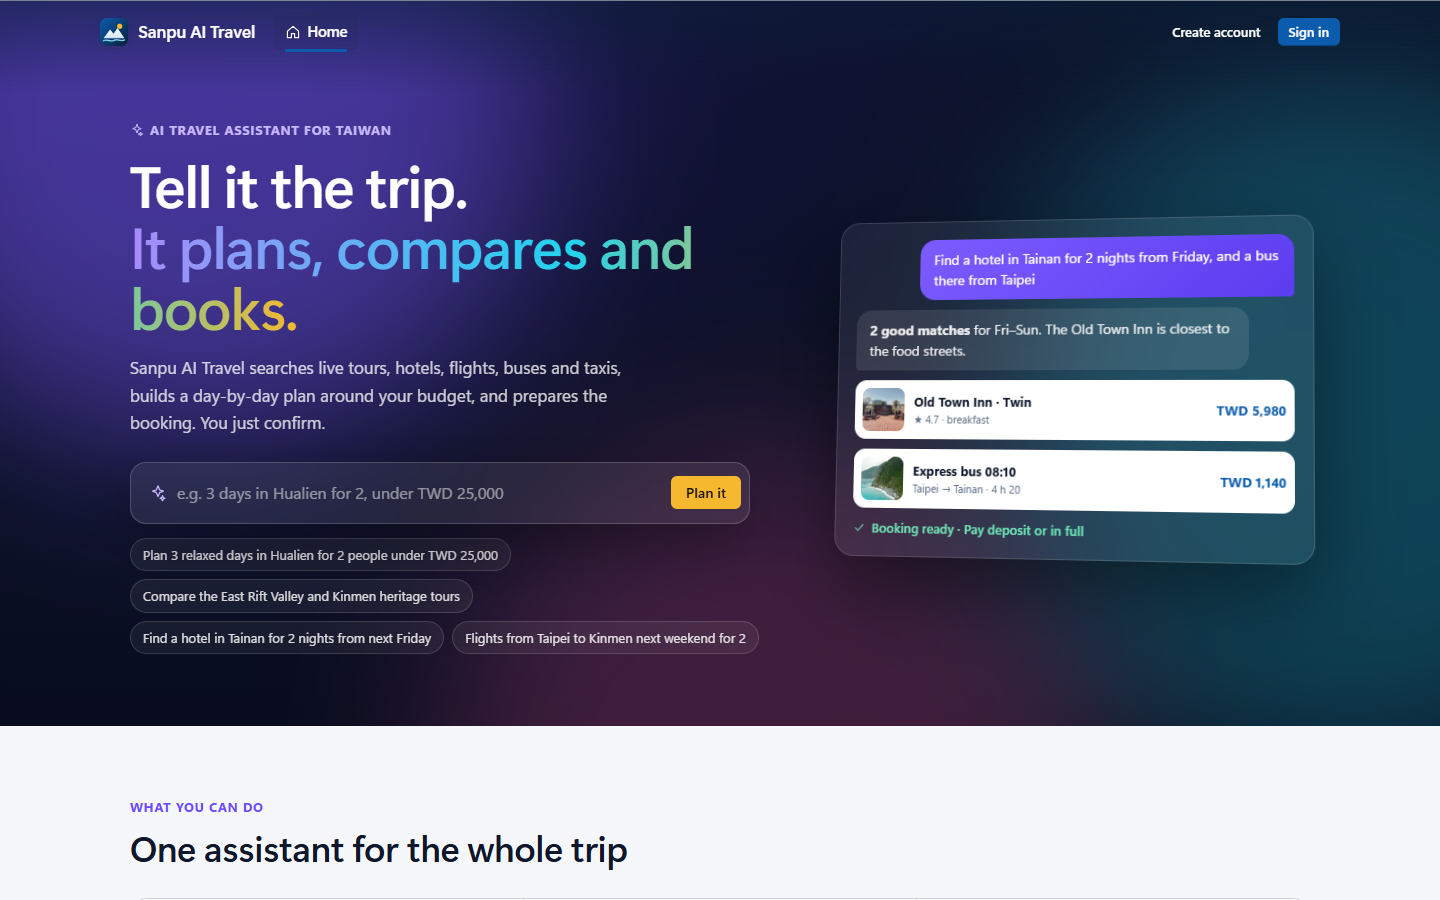 Sanpu AI Travel
Home
Create account
Sign in
AI TRAVEL ASSISTANT FOR TAIWAN
Tell it the trip.
It plans, compares and
books.
Sanpu AI Travel searches live tours, hotels, flights, buses and taxis,
builds a day-by-day plan around your budget, and prepares the
booking. You just confirm.
e.g. 3 days in Hualien for 2, under TWD 25,000
Plan it
Plan 3 relaxed days in Hualien for 2 people under TWD 25,000
Compare the East Rift Valley and Kinmen heritage tours
Find a hotel in Tainan for 2 nights from next Friday
Flights from Taipei to Kinmen next weekend for 2
Find a hotel in Tainan for 2 nights from Friday, and a bus
there from Taipei
2 good matches for Fri–Sun. The Old Town Inn is closest to
the food streets.
Old Town Inn · Twin
★ 4.7 · breakfast
TWD 5,980
Express bus 08:10
Taipei → Tainan · 4 h 20
TWD 1,140
✓ Booking ready · Pay deposit or in full
WHAT YOU CAN DO
One assistant for the whole trip